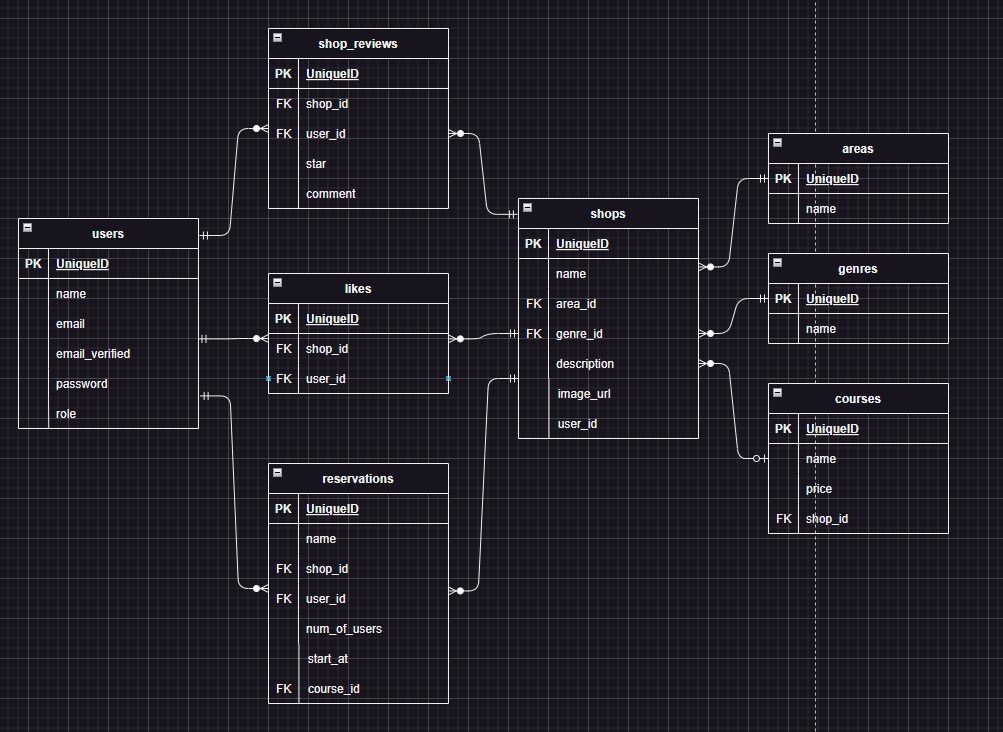 shop_reviews
PK UniqueID
FK shop_id
FK user_id
star
comment
users
PK UniqueID
name
email
email_verified
password
role
likes
PK UniqueID
FK shop_id
FK user_id
reservations
PK UniqueID
name
FK shop_id
FK user_id
num_of_users
start_at
FK course_id
shops
PK UniqueID
name
FK area_id
FK genre_id
description
image_url
user_id
areas
PK UniqueID
name
genres
PK UniqueID
name
courses
PK UniqueID
name
price
FK shop_id